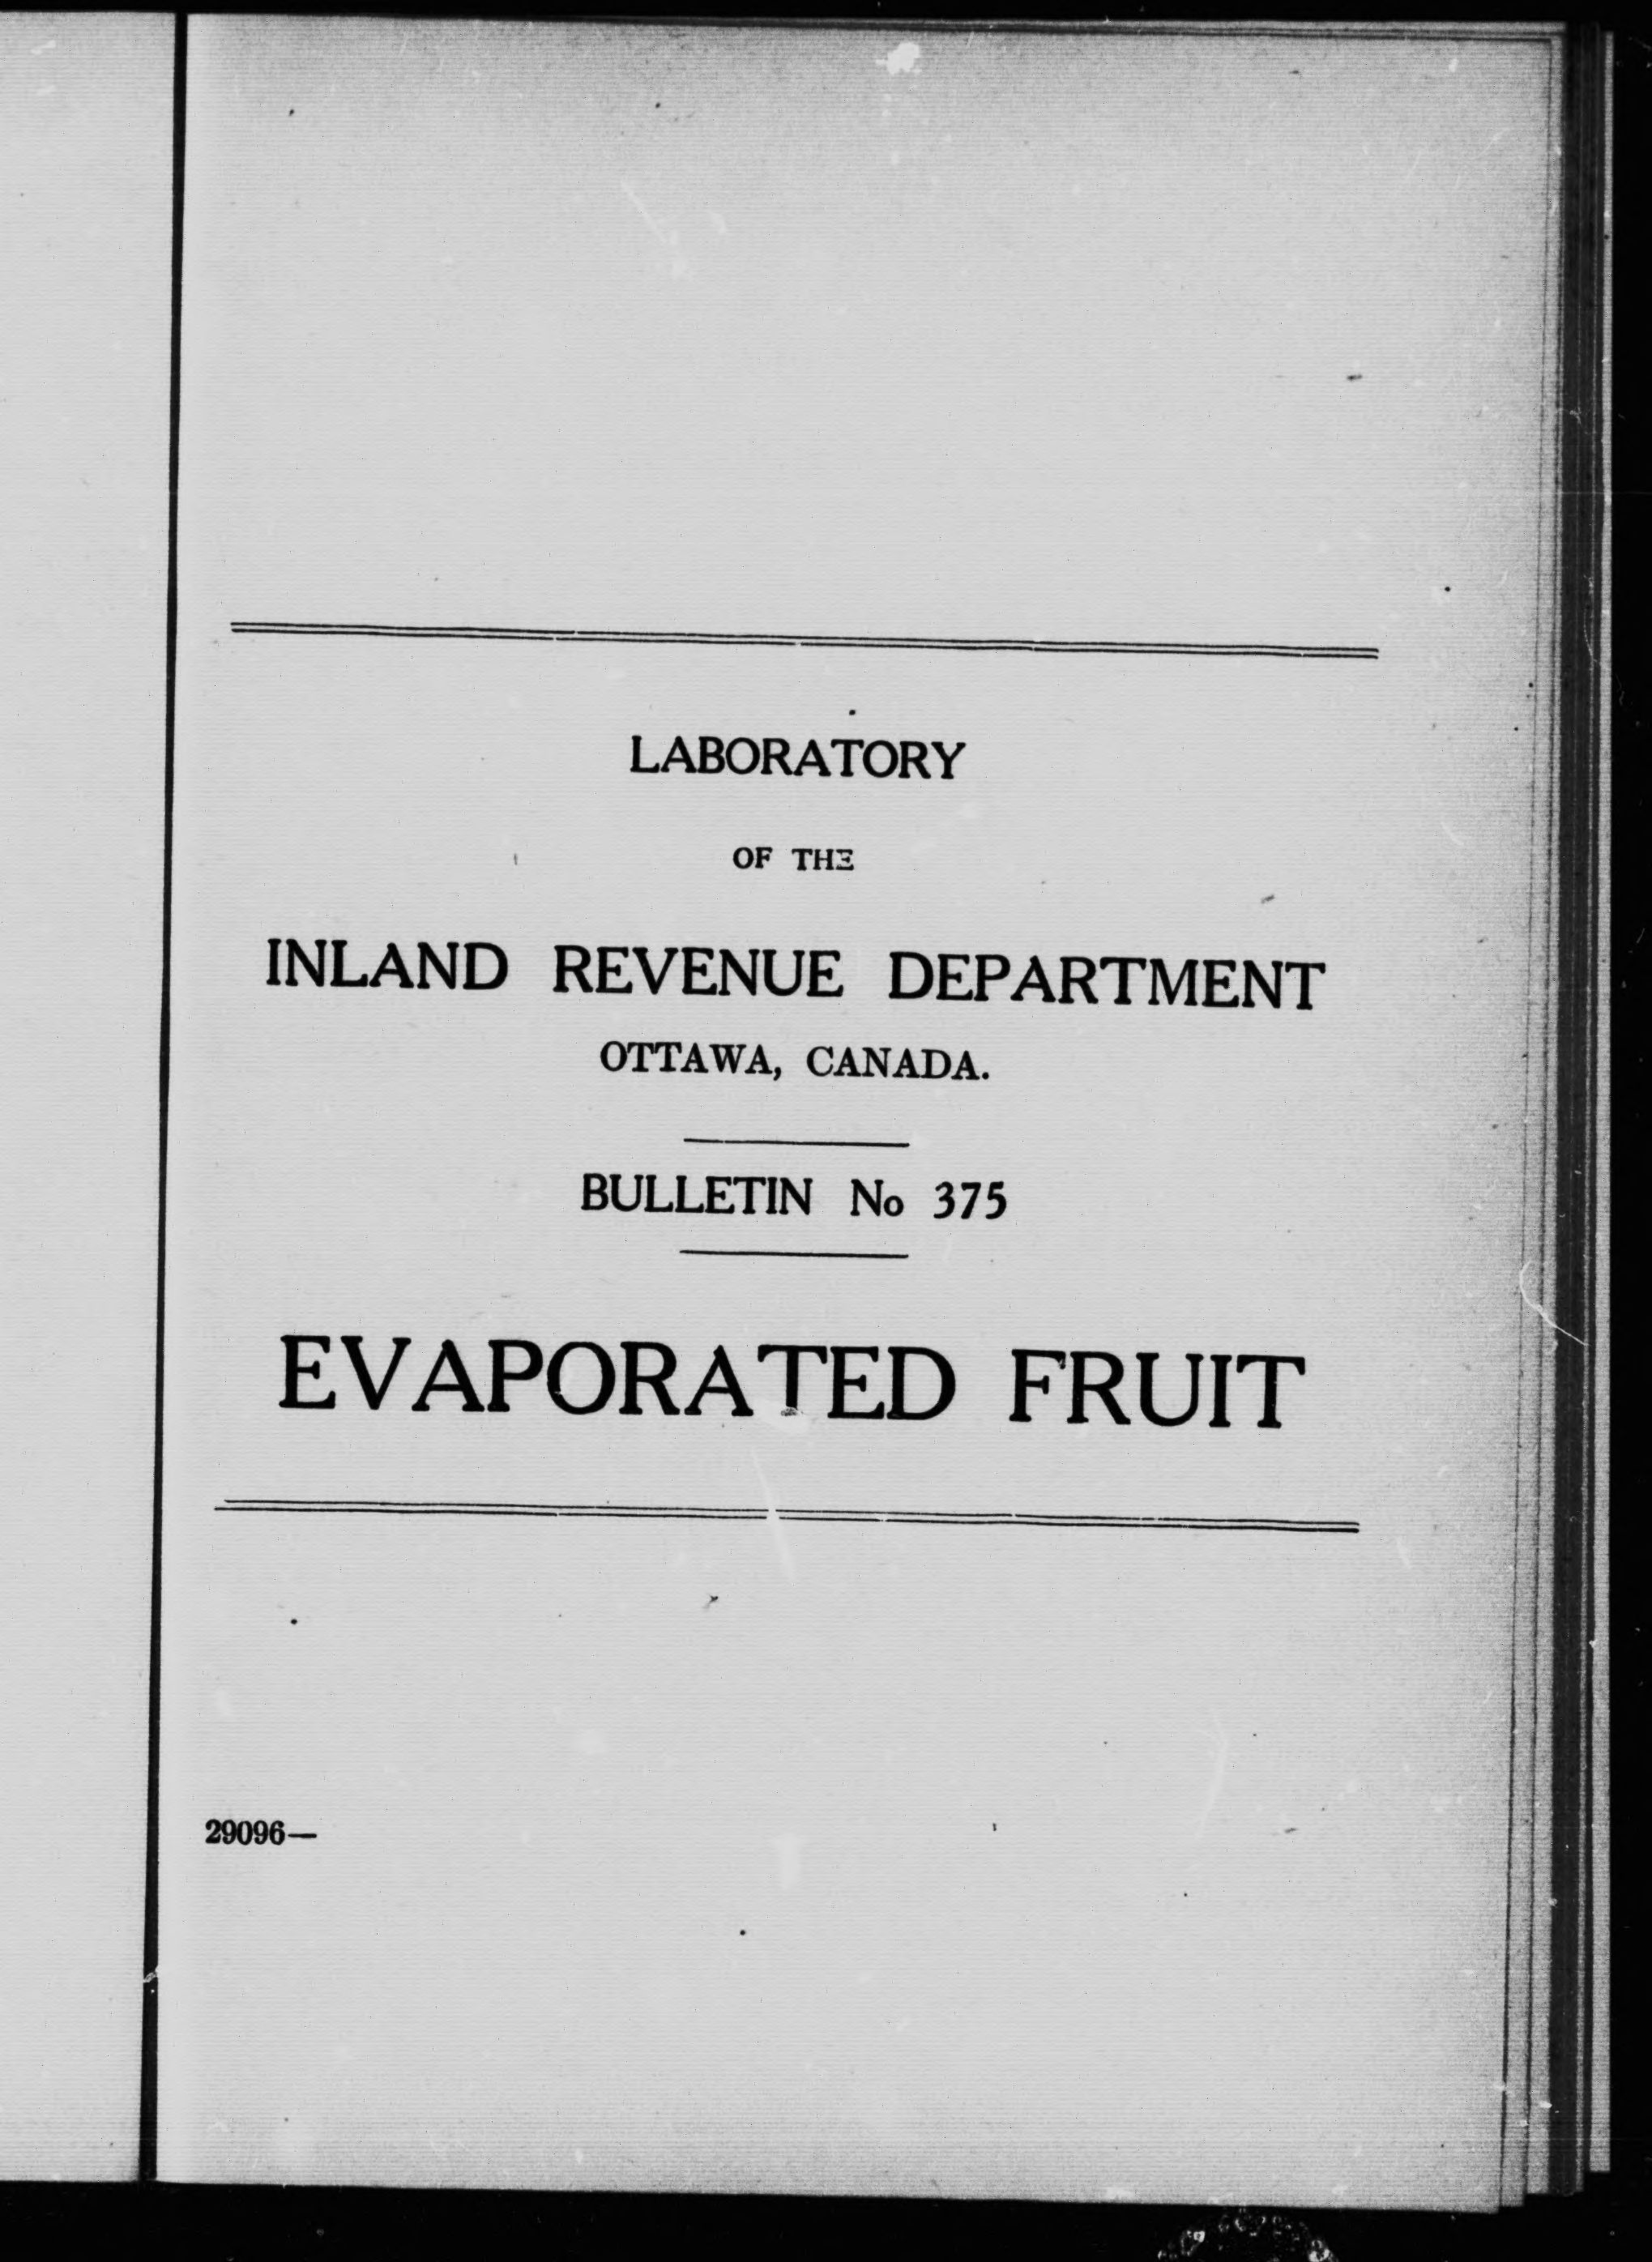 LABORATORY
OF THE
INLAND REVENUE DEPARTMENT
OTTAWA, CANADA.
BULLETIN No 375
EVAPORATED FRUIT
29096—